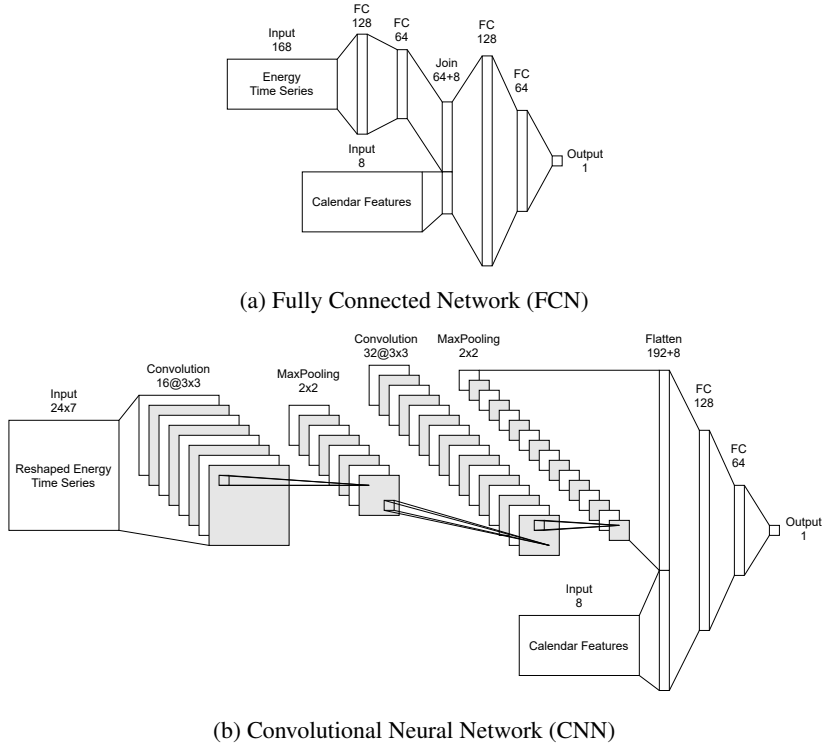 Input
168
Energy
Time Series
FC
128
FC
64
Join
64+8
FC
128
FC
64
Output
1
Input
8
Calendar Features
(a) Fully Connected Network (FCN)
Input
24x7
Reshaped Energy
Time Series
Convolution
16@3x3
MaxPooling
2x2
Convolution
32@3x3
MaxPooling
2x2
Flatten
192+8
FC
128
FC
64
Output
1
Input
8
Calendar Features
(b) Convolutional Neural Network (CNN)